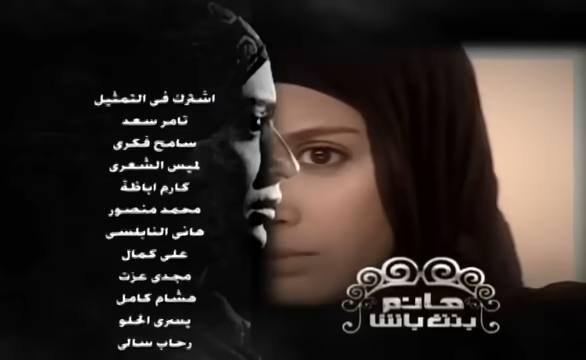 اشترك فى التمثيل
تامر سعد
سامح فكرى
لميس الشعرى
كارم اباظة
محمد منصور
هانى النابلسى
على كمال
مجدى عزت
هشام كامل
يسرى الحلو
رحاب سالى
هانم
بنت باشا